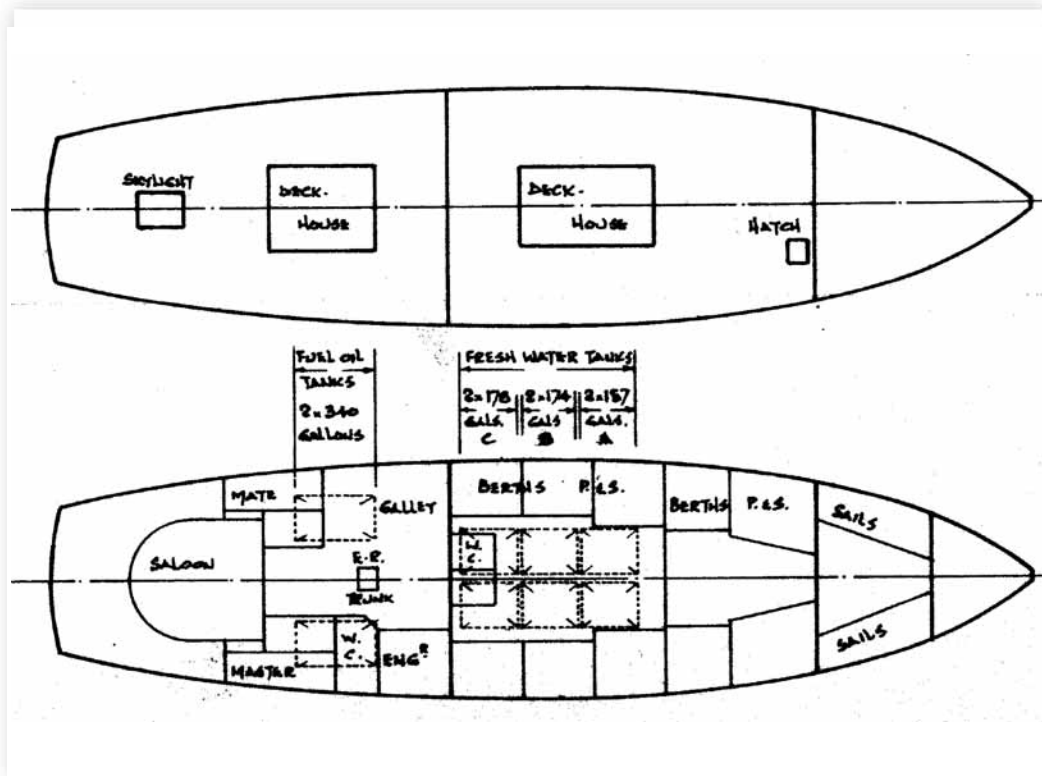 SKYLIGHT
DECK-
HOUSE
DECK-
HOUSE
HATCH
FUEL OIL
TANKS
2×340
GALLONS
FRESH WATER TANKS
2×178
GALS.
C
2×174
GALS
B
2×157
GALS.
A
MATE
GALLEY
BERTHS P.&S.
BERTHS P.&S.
SAILS
SALOON
E.R.
TRUNK
W.
C.
MASTER
W.
C.
ENGR
SAILS